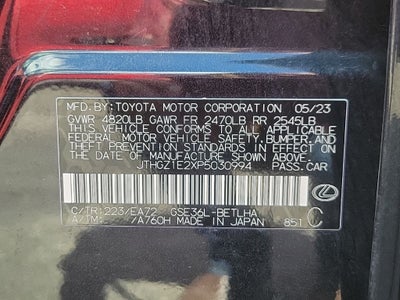 MFD.BY:TOYOTA MOTOR CORPORATION 05/23
GVWR 4820LB GAWR FR 2470LB RR 2545LB
THIS VEHICLE CONFORMS TO ALL APPLICABLE
FEDERAL MOTOR VEHICLE SAFETY,BUMPER,AND
THEFT PREVENTION STANDARDS IN EFFECT ON
THE DATE OF MANUFACTURE SHOWN ABOVE.
JTHGZ1E2XP5030994 PASS.CAR
C/TR:223/EA72 GSE36L-BETLHA
A/TM: /A760H MADE IN JAPAN 851 C